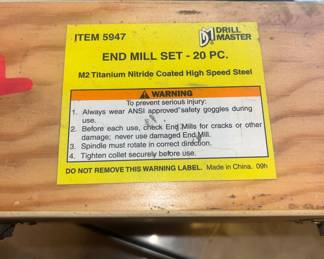 ITEM 5947
DM DRILL
MASTER
®
END MILL SET - 20 PC.
M2 Titanium Nitride Coated High Speed Steel
WARNING
To prevent serious injury:
1. Always wear ANSI approved safety goggles during
use.
2. Before each use, check End Mills for cracks or other
damage; never use damaged End Mill.
3. Spindle must rotate in correct direction.
4. Tighten collet securely before use.
DO NOT REMOVE THIS WARNING LABEL. Made in China. 09h